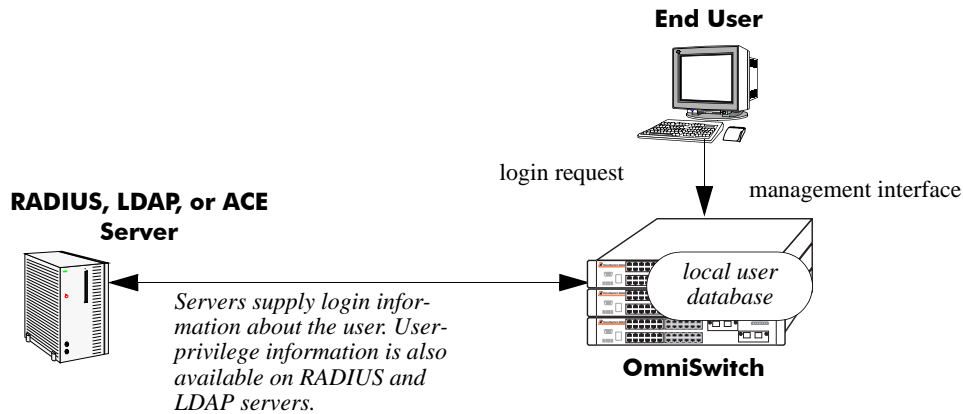 End User
login request
management interface
RADIUS, LDAP, or ACE
Server
local user
database
Servers supply login infor-
mation about the user. User-
privilege information is also
available on RADIUS and
LDAP servers.
OmniSwitch